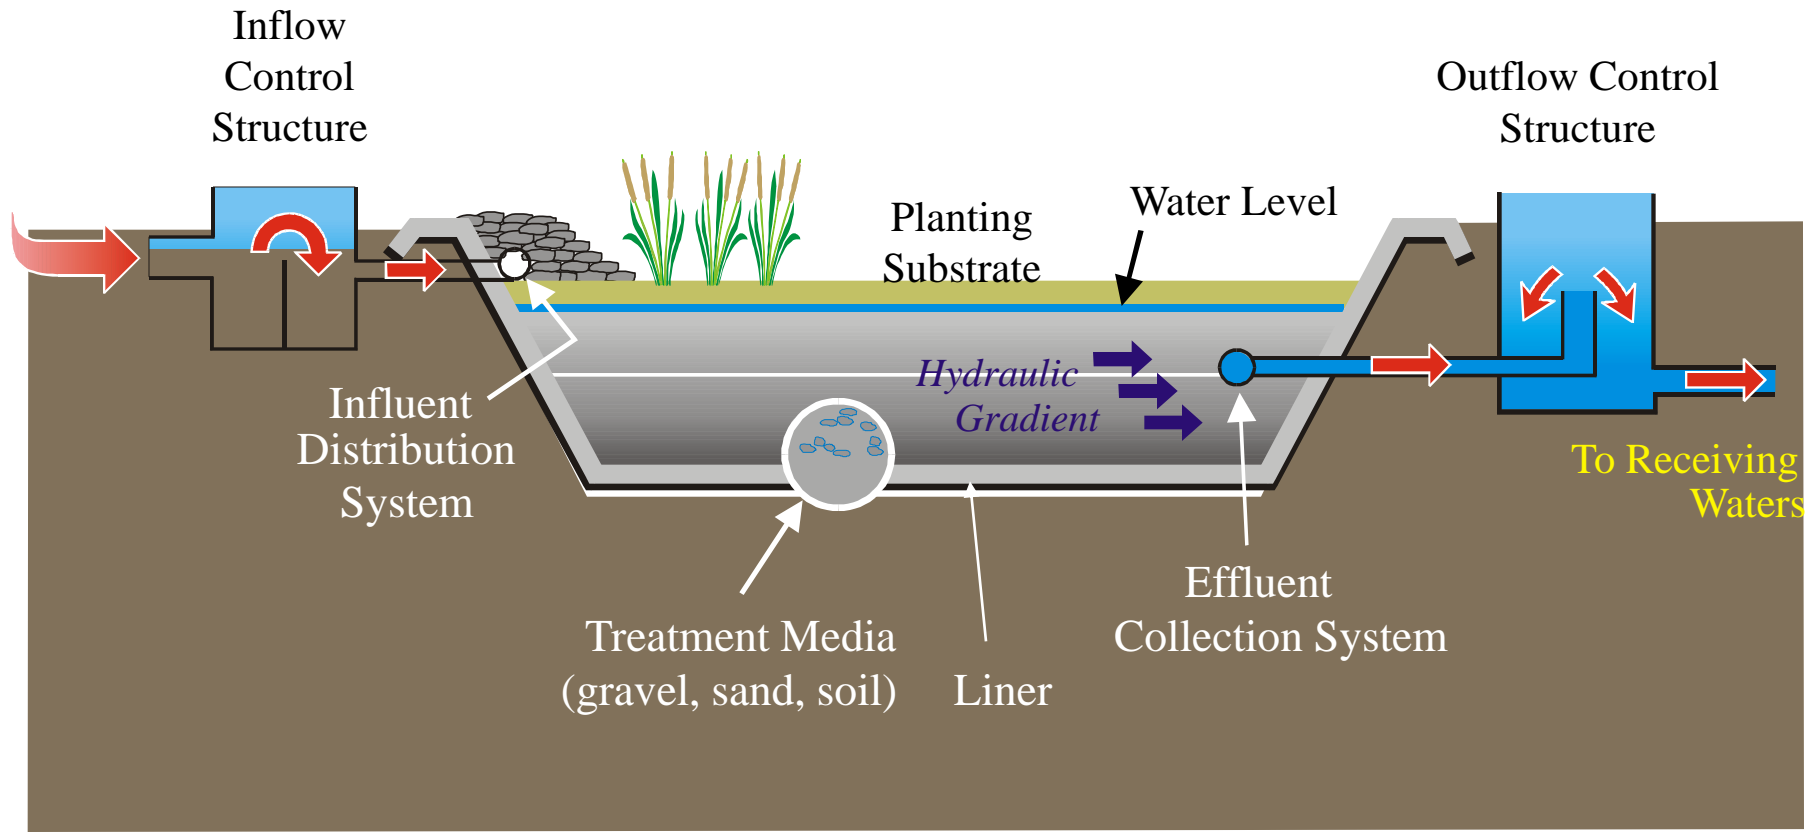 Inflow
Control
Structure
Outflow Control
Structure
Planting
Substrate
Water Level
Hydraulic
Gradient
Influent
Distribution
System
To Receiving
Waters
Treatment Media
(gravel, sand, soil)
Liner
Effluent
Collection System